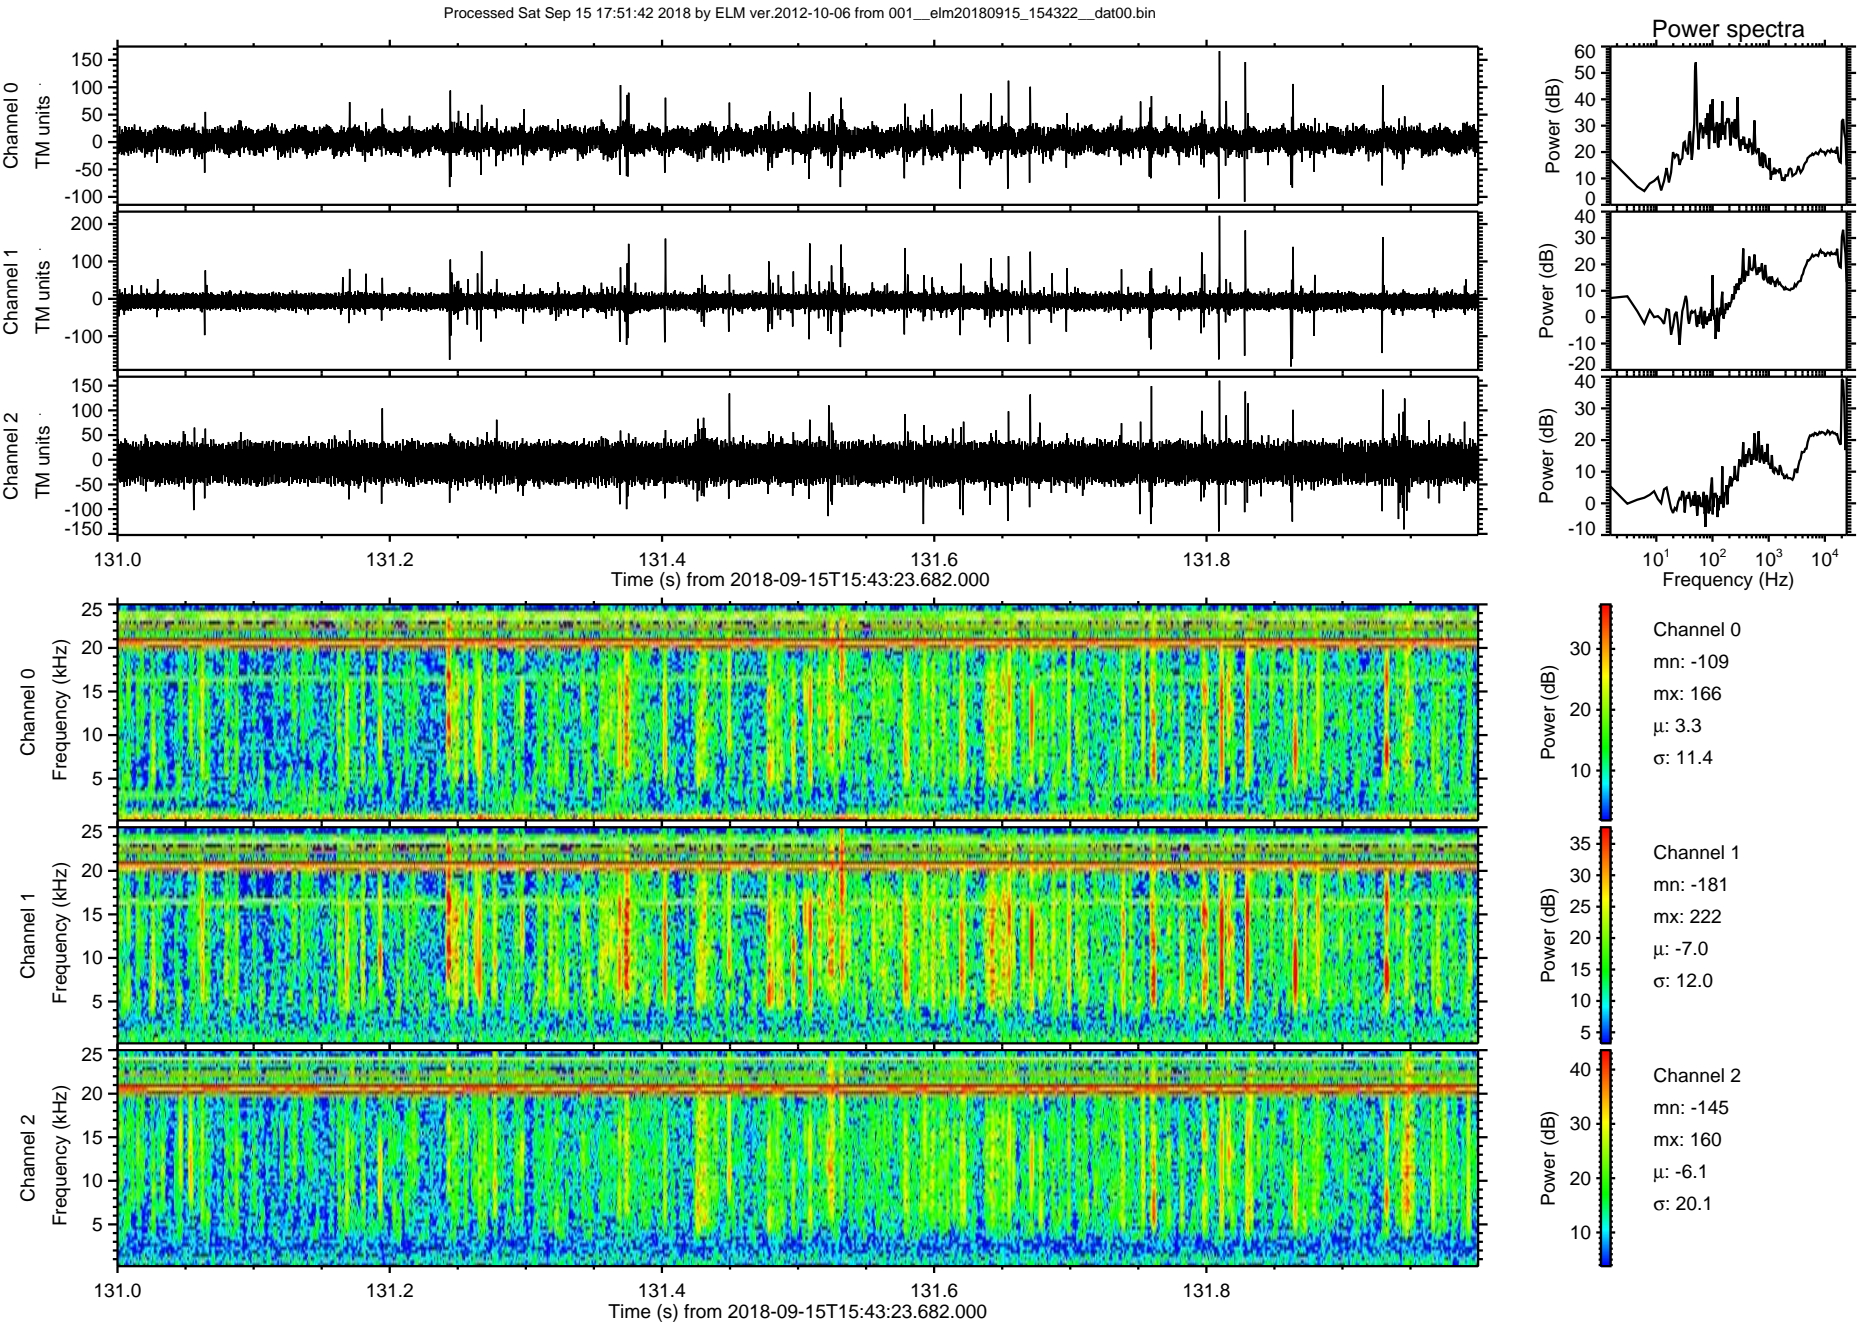 Processed Sat Sep 15 17:51:42 2018 by ELM ver.2012-10-06 from 001__elm20180915_154322__dat00.bin
Power spectra
Channel 0
TM units
150
100
50
0
-50
-100
Power (dB)
60
50
40
30
20
10
0
Channel 1
TM units
200
100
0
-100
Power (dB)
40
30
20
10
0
-10
-20
Channel 2
TM units
150
100
50
0
-50
-100
-150
Power (dB)
40
30
20
10
0
-10
131.0 131.2 131.4 131.6 131.8
Time (s) from 2018-09-15T15:43:23.682.000
10¹ 10² 10³ 10⁴
Frequency (Hz)
Channel 0
Frequency (kHz)
25
20
15
10
5
Power (dB)
30
20
10
Channel 0
mn: -109
mx: 166
μ: 3.3
σ: 11.4
Channel 1
Frequency (kHz)
25
20
15
10
5
Power (dB)
35
30
25
20
15
10
5
Channel 1
mn: -181
mx: 222
μ: -7.0
σ: 12.0
Channel 2
Frequency (kHz)
25
20
15
10
5
Power (dB)
40
30
20
10
Channel 2
mn: -145
mx: 160
μ: -6.1
σ: 20.1
131.0 131.2 131.4 131.6 131.8
Time (s) from 2018-09-15T15:43:23.682.000